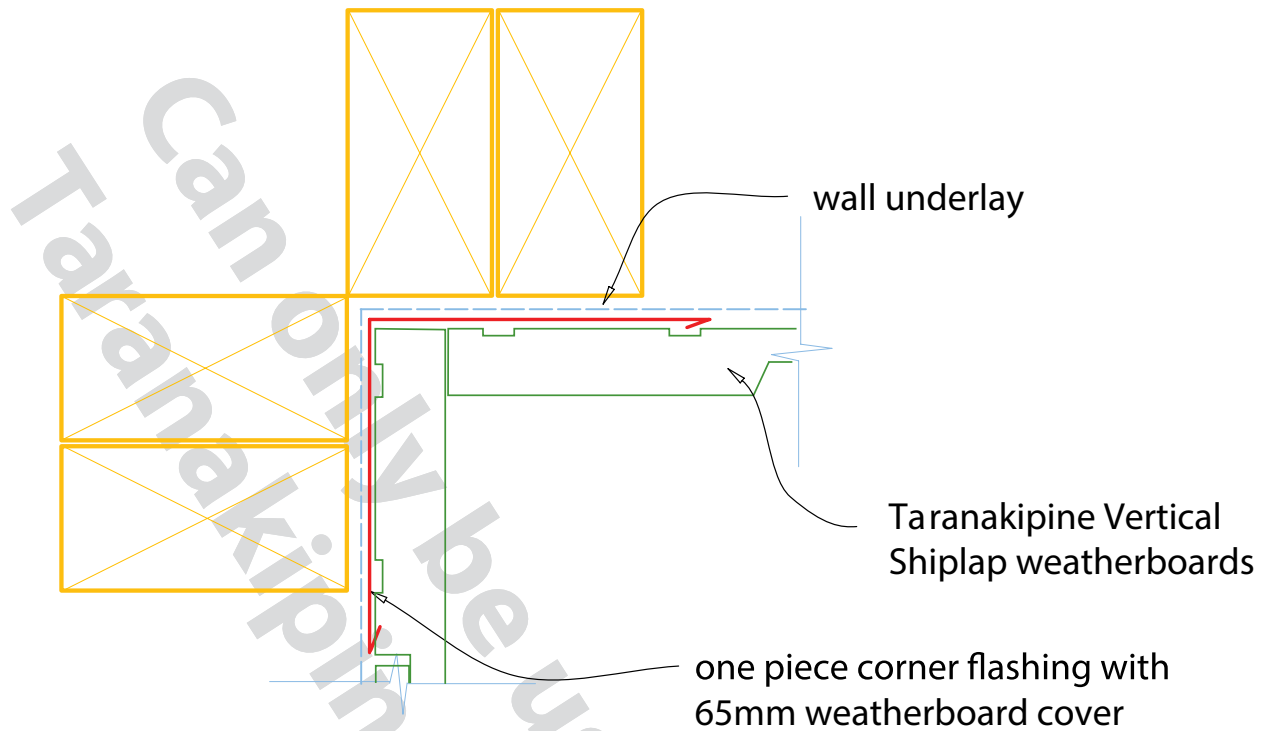 Can only be u
Taranakipin
wall underlay
Taranakipine Vertical
Shiplap weatherboards
one piece corner flashing with
65mm weatherboard cover